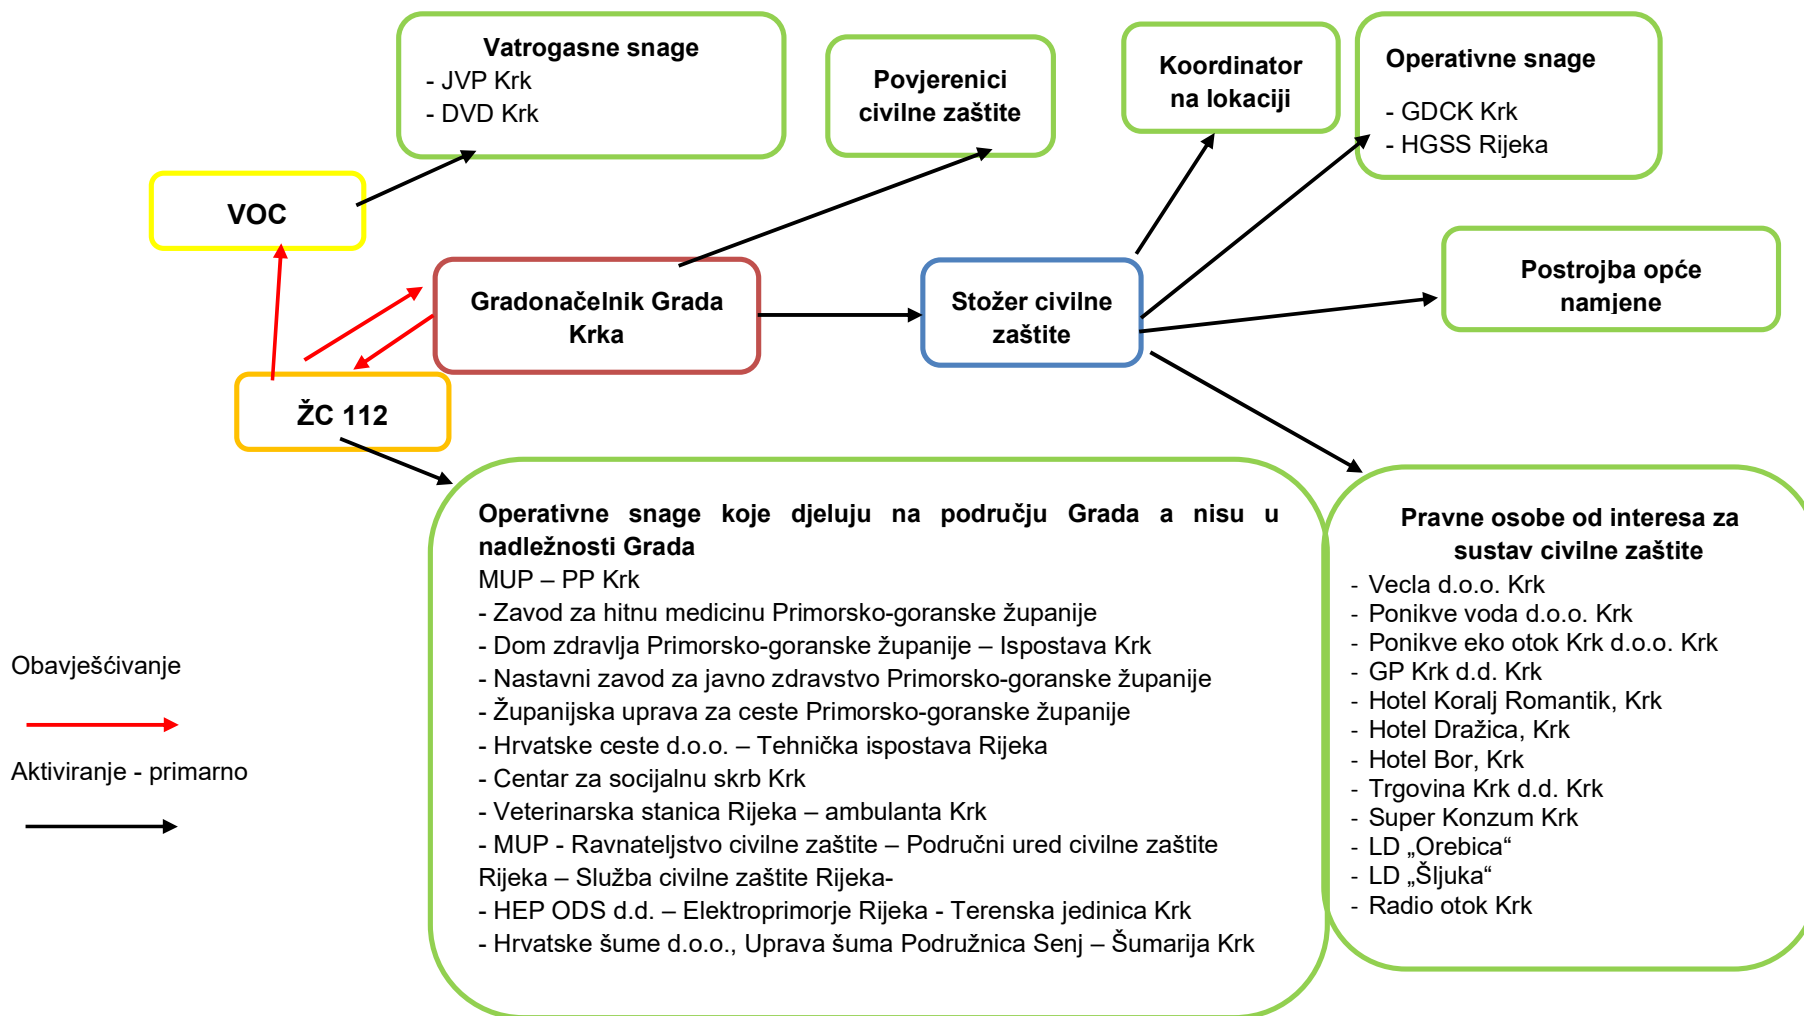 Vatrogasne snage
- JVP Krk
- DVD Krk
Povjerenici
civilne zaštite
Koordinator
na lokaciji
Operativne snage
- GDCK Krk
- HGSS Rijeka
VOC
Gradonačelnik Grada
Krka
Stožer civilne
zaštite
Postrojba opće
namjene
ŽC 112
Operativne snage koje djeluju na području Grada a nisu u
nadležnosti Grada
MUP – PP Krk
- Zavod za hitnu medicinu Primorsko-goranske županije
- Dom zdravlja Primorsko-goranske županije – Ispostava Krk
- Nastavni zavod za javno zdravstvo Primorsko-goranske županije
- Županijska uprava za ceste Primorsko-goranske županije
- Hrvatske ceste d.o.o. – Tehnička ispostava Rijeka
- Centar za socijalnu skrb Krk
- Veterinarska stanica Rijeka – ambulanta Krk
- MUP - Ravnateljstvo civilne zaštite – Područni ured civilne zaštite
Rijeka – Služba civilne zaštite Rijeka-
- HEP ODS d.d. – Elektroprimorje Rijeka - Terenska jedinica Krk
- Hrvatske šume d.o.o., Uprava šuma Podružnica Senj – Šumarija Krk
Pravne osobe od interesa za
sustav civilne zaštite
- Vecla d.o.o. Krk
- Ponikve voda d.o.o. Krk
- Ponikve eko otok Krk d.o.o. Krk
- GP Krk d.d. Krk
- Hotel Koralj Romantik, Krk
- Hotel Dražica, Krk
- Hotel Bor, Krk
- Trgovina Krk d.d. Krk
- Super Konzum Krk
- LD „Orebica“
- LD „Šljuka“
- Radio otok Krk
Obavješćivanje
Aktiviranje - primarno